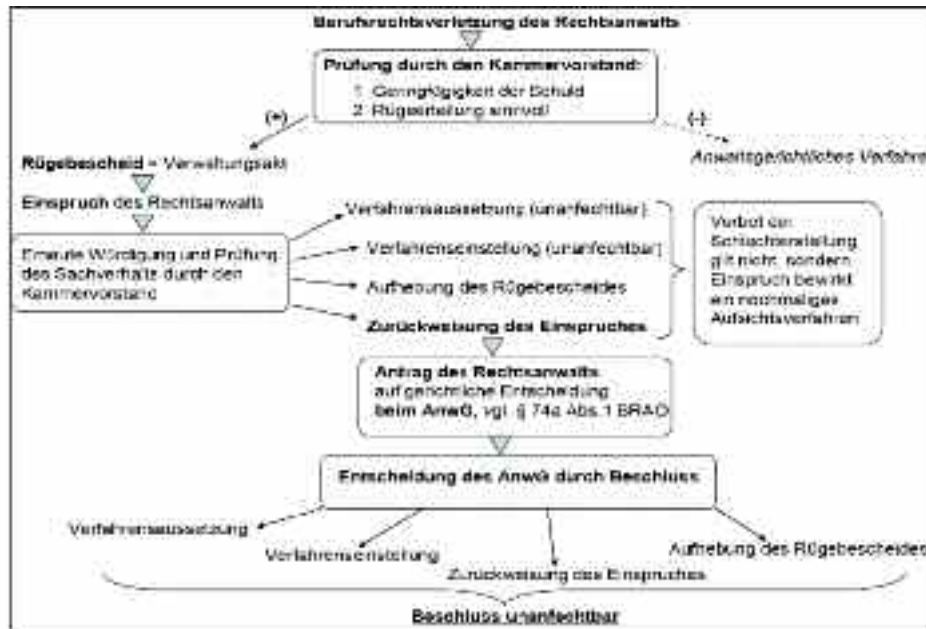 Berufsrechtsverletzung des Rechtsanwalts
Prüfung durch den Kammervorstand:
1 Geringfügigkeit der Schuld
2 Rügeerteilung sinnvoll
(+)
(-)
Rügebescheid = Verwaltungsakt
Anwaltsgerichtliches Verfahre
Einspruch des Rechtsanwalts
Erneute Würdigung und Prüfung
des Sachverhalts durch den
Kammervorstand
Verfahrensaussetzung (unanfechtbar)
Verfahrenseinstellung (unanfechtbar)
Aufhebung des Rügebescheides
Zurückweisung des Einspruches
Verbot der
Schlechterstellung
gilt nicht, sondern
Einspruch bewirkt
ein nochmaliges
Aufsichtsverfahren
Antrag des Rechtsanwalts
auf gerichtliche Entscheidung
beim AnwG, vgl. § 74a Abs.1 BRAO
Entscheidung des AnwG durch Beschluss
Verfahrensaussetzung
Verfahrenseinstellung
Zurückweisung des Einspruches
Aufhebung des Rügebescheides
Beschluss unanfechtbar